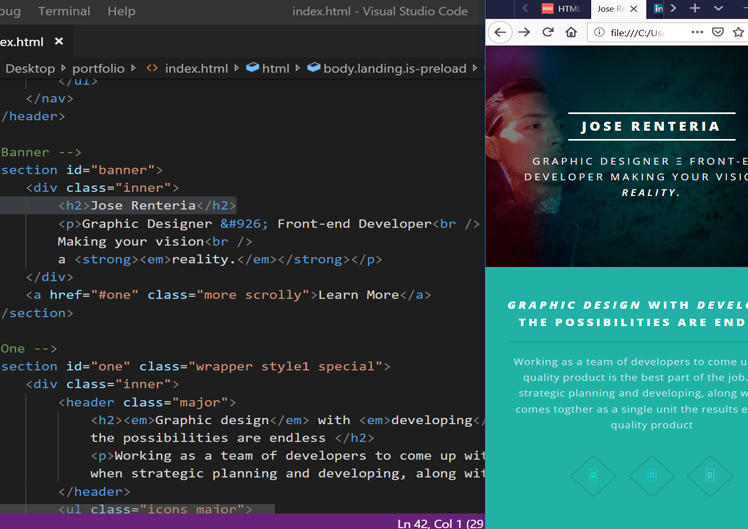 bug Terminal Help index.html - Visual Studio Code
ex.html ×
Desktop portfolio <> index.html html body.landing.is-preload
</ul>
</nav>
/header>
Banner -->
section id="banner">
<div class="inner">
<h2>Jose Renteria</h2>
<p>Graphic Designer &#926; Front-end Developer<br />
Making your vision<br />
a <strong><em>reality.</em></strong></p>
</div>
<a href="#one" class="more scrolly">Learn More</a>
/section>
One -->
section id="one" class="wrapper style1 special">
<div class="inner">
<header class="major">
<h2><em>Graphic design</em> with <em>developing</
the possibilities are endless </h2>
<p>Working as a team of developers to come up wit
when strategic planning and developing, along wit
</header>
<ul class="icons major">
Ln 42, Col 1 (29
HTML
Jose Re ×
in
file:///C:/Use
JOSE RENTERIA
GRAPHIC DESIGNER Ξ FRONT-E
DEVELOPER MAKING YOUR VISIO
REALITY.
GRAPHIC DESIGN WITH DEVELO
THE POSSIBILITIES ARE END
Working as a team of developers to come u
quality product is the best part of the job.
strategic planning and developing, along w
comes togther as a single unit the results e
quality product